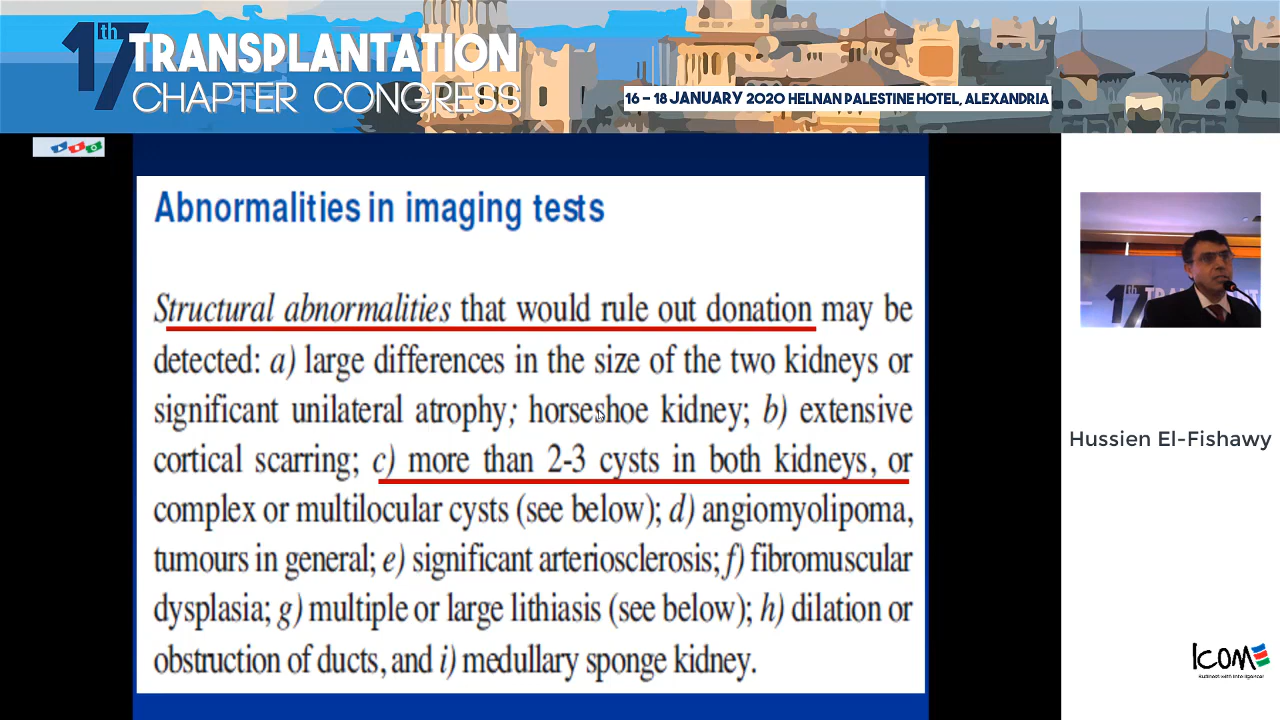 17th TRANSPLANTATION
CHAPTER CONGRESS
16 – 18 JANUARY 2020 HELNAN PALESTINE HOTEL, ALEXANDRIA
Abnormalities in imaging tests
Structural abnormalities that would rule out donation may be
detected: a) large differences in the size of the two kidneys or
significant unilateral atrophy; horseshoe kidney; b) extensive
cortical scarring; c) more than 2-3 cysts in both kidneys, or
complex or multilocular cysts (see below); d) angiomyolipoma,
tumours in general; e) significant arteriosclerosis; f) fibromuscular
dysplasia; g) multiple or large lithiasis (see below); h) dilation or
obstruction of ducts, and i) medullary sponge kidney.
17th TRANSP
Hussien El-Fishawy
ICOM